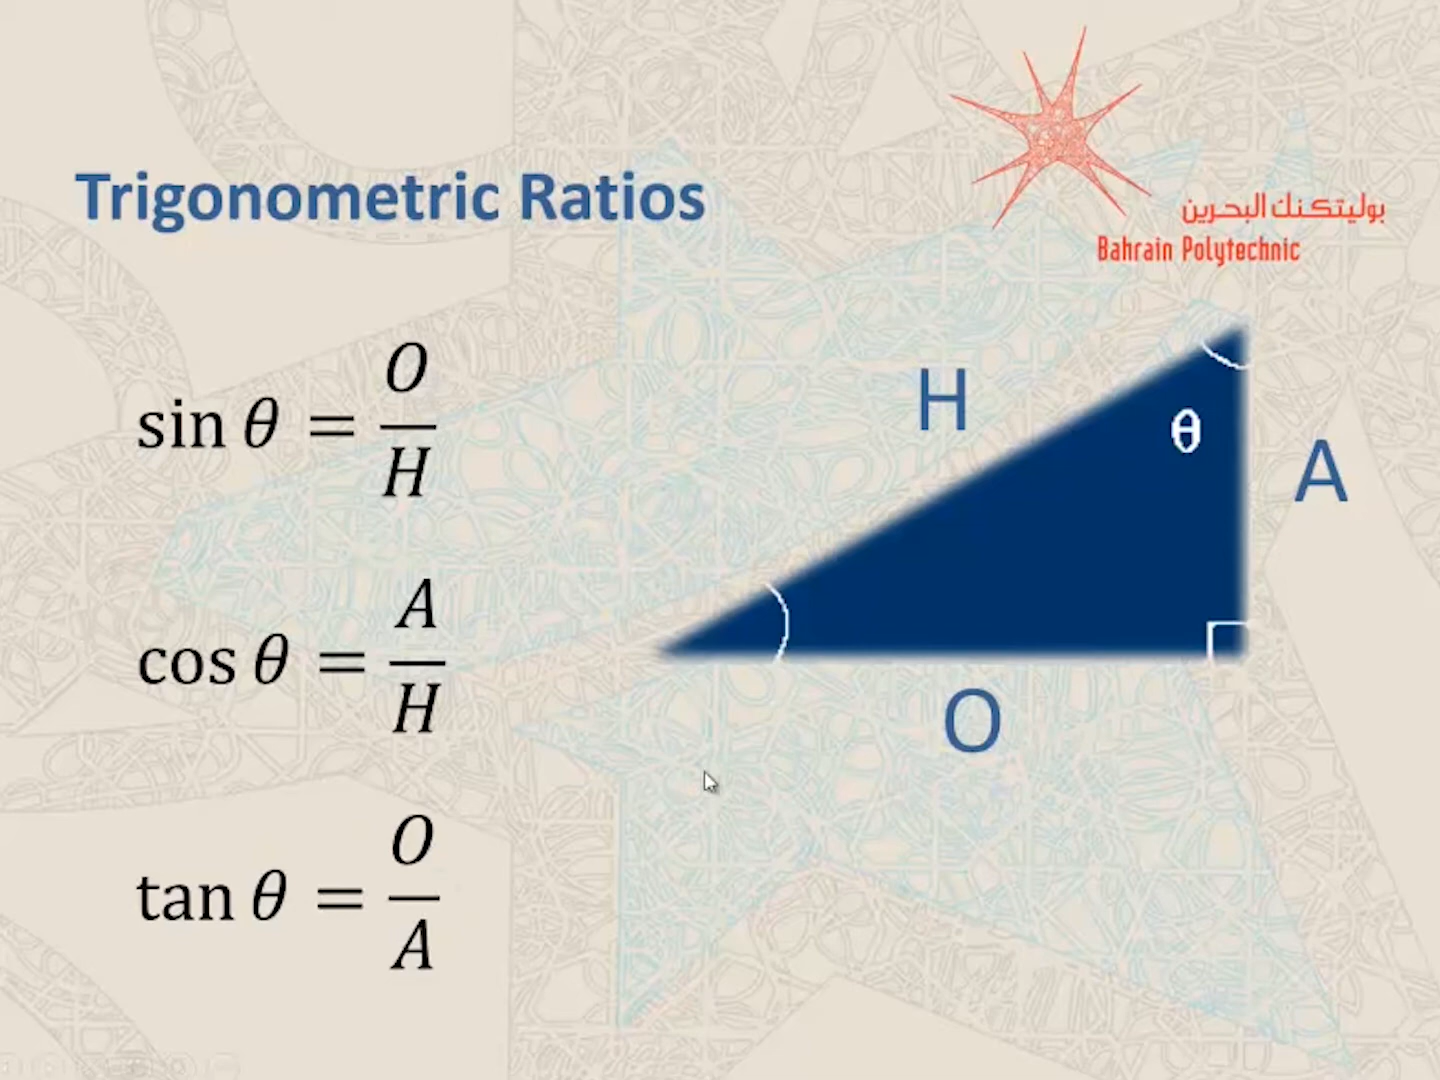 بوليتكنك البحرين
Bahrain Polytechnic
Trigonometric Ratios
sin θ = O/H
cos θ = A/H
tan θ = O/A
H
θ
A
O